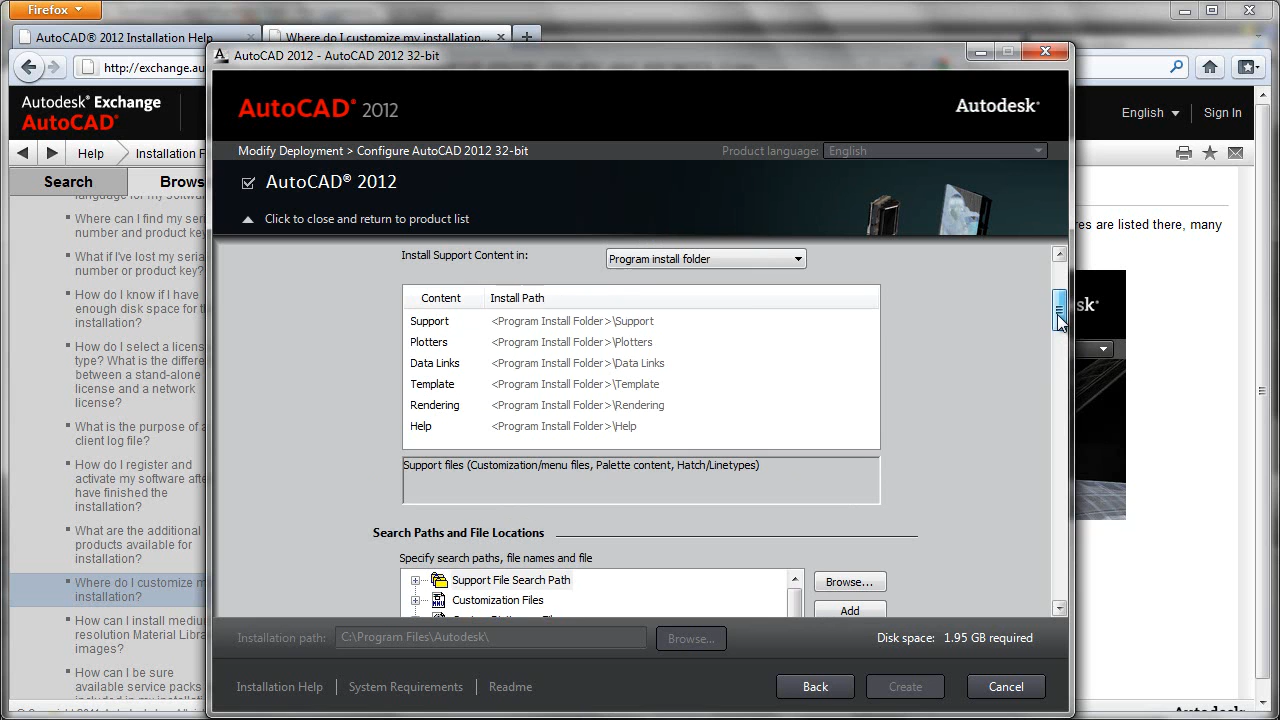 Firefox
AutoCAD® 2012 Installation Help
Where do I customize my installation...
http://exchange.au
Autodesk® Exchange
AutoCAD®
English
Sign In
Help
Installation F
Search
Brows
language for my software
Where can I find my seri
number and product key
What if I've lost my seria
number or product key?
How do I know if I have
enough disk space for t
installation?
How do I select a licens
type? What is the differe
between a stand-alone
license and a network
license?
What is the purpose of a
client log file?
How do I register and
activate my software afte
have finished the
installation?
What are the additional
products available for
installation?
Where do I customize m
installation?
How can I install mediu
resolution Material Libra
images?
How can I be sure
available service packs
res are listed there, many
sk®
AutoCAD 2012 - AutoCAD 2012 32-bit
AutoCAD® 2012
Autodesk®
Modify Deployment > Configure AutoCAD 2012 32-bit
Product language: English
AutoCAD® 2012
Click to close and return to product list
Install Support Content in: Program install folder
Content Install Path
Support <Program Install Folder>\Support
Plotters <Program Install Folder>\Plotters
Data Links <Program Install Folder>\Data Links
Template <Program Install Folder>\Template
Rendering <Program Install Folder>\Rendering
Help <Program Install Folder>\Help
Support files (Customization/menu files, Palette content, Hatch/Linetypes)
Search Paths and File Locations
Specify search paths, file names and file
Support File Search Path
Browse...
Customization Files
Add
Installation path: C:\Program Files\Autodesk\ Browse...
Disk space: 1.95 GB required
Installation Help
System Requirements
Readme
Back
Create
Cancel